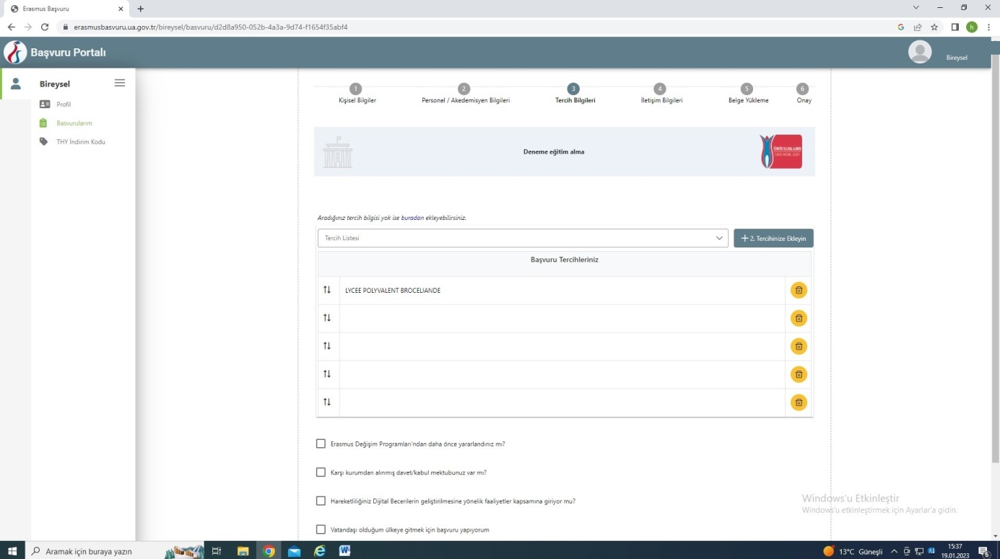 Erasmus Başvuru
erasmusbasvuru.ua.gov.tr/bireysel/basvuru/d2d8a950-052b-4a3a-9d74-f1654f35abf4
h
Başvuru Portalı
Bireysel
Bireysel
Profil
Basvurularım
THY İndirim Kodu
1 2 3 4 5 6
Kişisel Bilgiler Personel / Akedemisyen Bilgileri Tercih Bilgileri İletişim Bilgileri Belge Yükleme Onay
Deneme eğitim alma
TÜRKİYE ULUSAL AJANSI
Aradığınız tercih bilgisi yok ise buradan ekleyebilirsiniz.
Tercih Listesi
2. Tercihinize Ekleyin
Başvuru Tercihleriniz
LYCEE POLYVALENT BROCELIANDE
Erasmus Değişim Programları'ndan daha önce yararlandınız mı?
Karşı kurumdan alınmış davet/kabul mektubunuz var mı?
Hareketliliğiniz Dijital Becerilerin geliştirilmesine yönelik faaliyetler kapsamına giriyor mu?
Vatandaşı olduğum ülkeye gitmek için başvuru yapıyorum
Windows'u Etkinleştir
Windows'u etkinleştirmek için Ayarlar'a gidin.
Aramak için buraya yazın
13°C Güneşli
15:37
19.01.2023
6